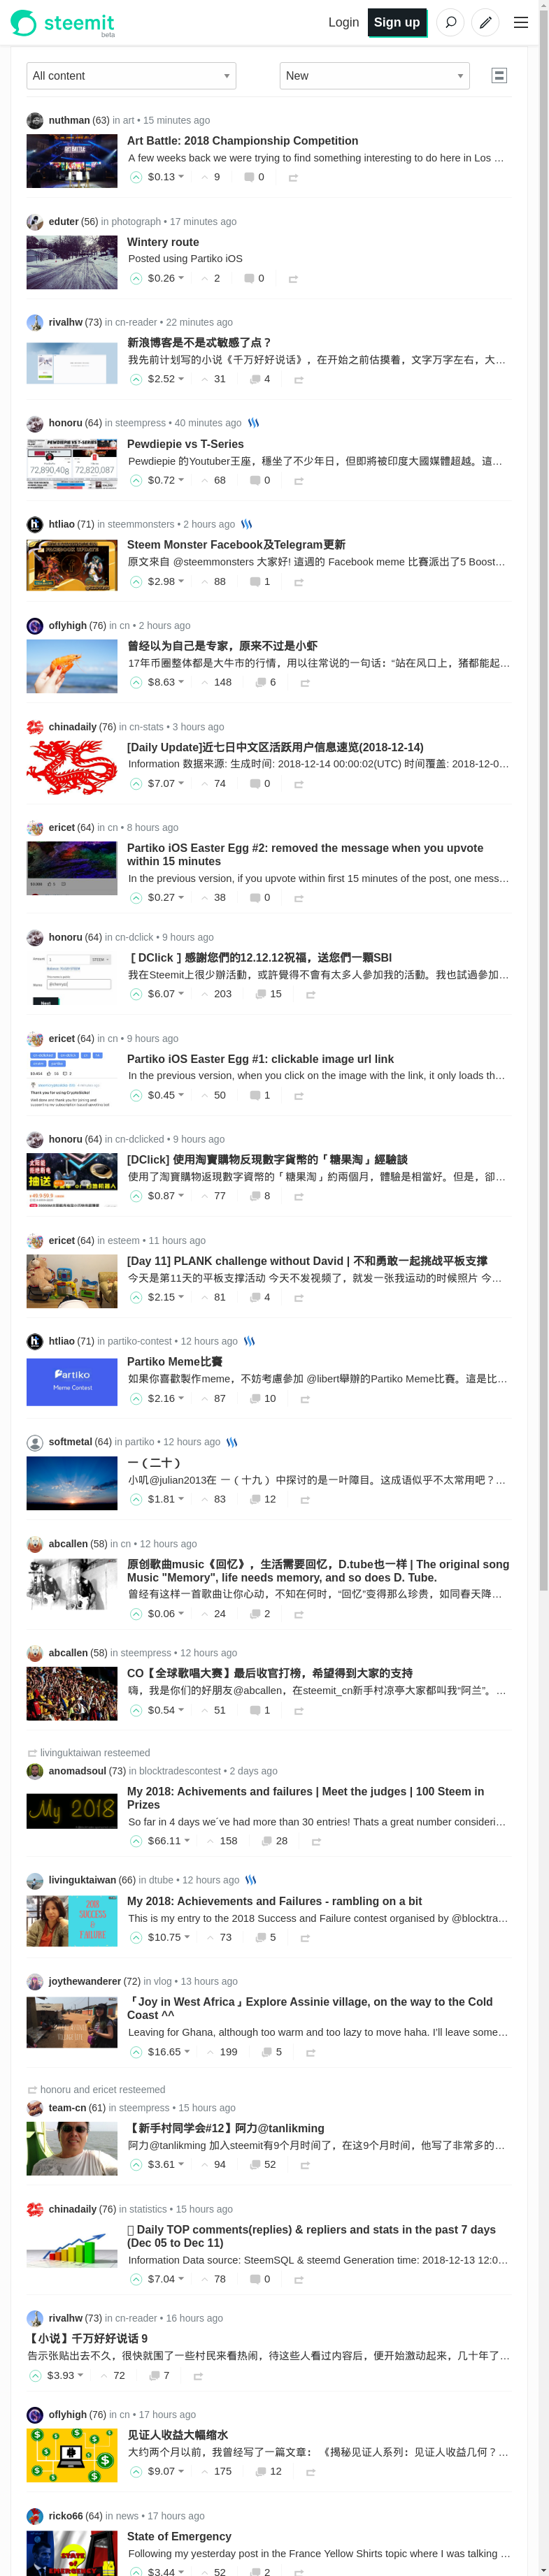 steemit
beta
Login
Sign up
All content
New
nuthman (63) in art • 15 minutes ago
Art Battle: 2018 Championship Competition
A few weeks back we were trying to find something interesting to do here in Los …
$0.13 9 0
eduter (56) in photograph • 17 minutes ago
Wintery route
Posted using Partiko iOS
$0.26 2 0
rivalhw (73) in cn-reader • 22 minutes ago
新浪博客是不是忒敏感了点？
我先前计划写的小说《千万好好说话》，在开始之前估摸着，文字万字左右，大…
$2.52 31 4
honoru (64) in steempress • 40 minutes ago
Pewdiepie vs T-Series
Pewdiepie 的Youtuber王座，穩坐了不少年日，但即將被印度大國媒體超越。這…
$0.72 68 0
htliao (71) in steemmonsters • 2 hours ago
Steem Monster Facebook及Telegram更新
原文來自 @steemmonsters 大家好! 這週的 Facebook meme 比賽派出了5 Boost…
$2.98 88 1
oflyhigh (76) in cn • 2 hours ago
曾经以为自己是专家，原来不过是小虾
17年币圈整体都是大牛市的行情，用以往常说的一句话：“站在风口上，猪都能起…
$8.63 148 6
chinadaily (76) in cn-stats • 3 hours ago
[Daily Update]近七日中文区活跃用户信息速览(2018-12-14)
Information 数据来源: 生成时间: 2018-12-14 00:00:02(UTC) 时间覆盖: 2018-12-0…
$7.07 74 0
ericet (64) in cn • 8 hours ago
Partiko iOS Easter Egg #2: removed the message when you upvote
within 15 minutes
In the previous version, if you upvote within first 15 minutes of the post, one mess…
$0.27 38 0
honoru (64) in cn-dclick • 9 hours ago
［DClick］感謝您們的12.12.12祝福，送您們一顆SBI
我在Steemit上很少辦活動，或許覺得不會有太多人參加我的活動。我也試過參加…
$6.07 203 15
ericet (64) in cn • 9 hours ago
Partiko iOS Easter Egg #1: clickable image url link
In the previous version, when you click on the image with the link, it only loads th…
$0.45 50 1
honoru (64) in cn-dclicked • 9 hours ago
[DClick] 使用淘寶購物反現數字貨幣的「糖果淘」經驗談
使用了淘寶購物返現數字資幣的「糖果淘」約兩個月，體驗是相當好。但是，卻…
$0.87 77 8
ericet (64) in esteem • 11 hours ago
[Day 11] PLANK challenge without David | 不和勇敢一起挑战平板支撑
今天是第11天的平板支撑活动 今天不发视频了，就发一张我运动的时候照片 今…
$2.15 81 4
htliao (71) in partiko-contest • 12 hours ago
Partiko Meme比賽
如果你喜歡製作meme，不妨考慮參加 @libert舉辦的Partiko Meme比賽。這是比…
$2.16 87 10
softmetal (64) in partiko • 12 hours ago
一（二十）
小叽@julian2013在 一（十九） 中探讨的是一叶障目。这成语似乎不太常用吧？…
$1.81 83 12
abcallen (58) in cn • 12 hours ago
原创歌曲music《回忆》，生活需要回忆，D.tube也一样 | The original song
Music "Memory", life needs memory, and so does D. Tube.
曾经有这样一首歌曲让你心动，不知在何时，“回忆”变得那么珍贵，如同春天降…
$0.06 24 2
abcallen (58) in steempress • 12 hours ago
CO【全球歌唱大赛】最后收官打榜，希望得到大家的支持
嗨，我是你们的好朋友@abcallen，在steemit_cn新手村凉亭大家都叫我“阿兰”。…
$0.54 51 1
livinguktaiwan resteemed
anomadsoul (73) in blocktradescontest • 2 days ago
My 2018: Achivements and failures | Meet the judges | 100 Steem in
Prizes
My 2018
So far in 4 days we´ve had more than 30 entries! Thats a great number consideri…
$66.11 158 28
livinguktaiwan (66) in dtube • 12 hours ago
My 2018: Achievements and Failures - rambling on a bit
This is my entry to the 2018 Success and Failure contest organised by @blocktra…
$10.75 73 5
joythewanderer (72) in vlog • 13 hours ago
「Joy in West Africa」Explore Assinie village, on the way to the Cold
Coast ^^
Leaving for Ghana, although too warm and too lazy to move haha. I'll leave some…
$16.65 199 5
honoru and ericet resteemed
team-cn (61) in steempress • 15 hours ago
【新手村同学会#12】阿力@tanlikming
阿力@tanlikming 加入steemit有9个月时间了，在这9个月时间，他写了非常多的…
$3.61 94 52
chinadaily (76) in statistics • 15 hours ago
Daily TOP comments(replies) & repliers and stats in the past 7 days
(Dec 05 to Dec 11)
Information Data source: SteemSQL & steemd Generation time: 2018-12-13 12:0…
$7.04 78 0
rivalhw (73) in cn-reader • 16 hours ago
【小说】千万好好说话 9
告示张贴出去不久，很快就围了一些村民来看热闹，待这些人看过内容后，便开始激动起来，几十年了…
$3.93 72 7
oflyhigh (76) in cn • 17 hours ago
见证人收益大幅缩水
大约两个月以前，我曾经写了一篇文章： 《揭秘见证人系列：见证人收益几何？…
$9.07 175 12
ricko66 (64) in news • 17 hours ago
State of Emergency
Following my yesterday post in the France Yellow Shirts topic where I was talking …
$3.44 52 2